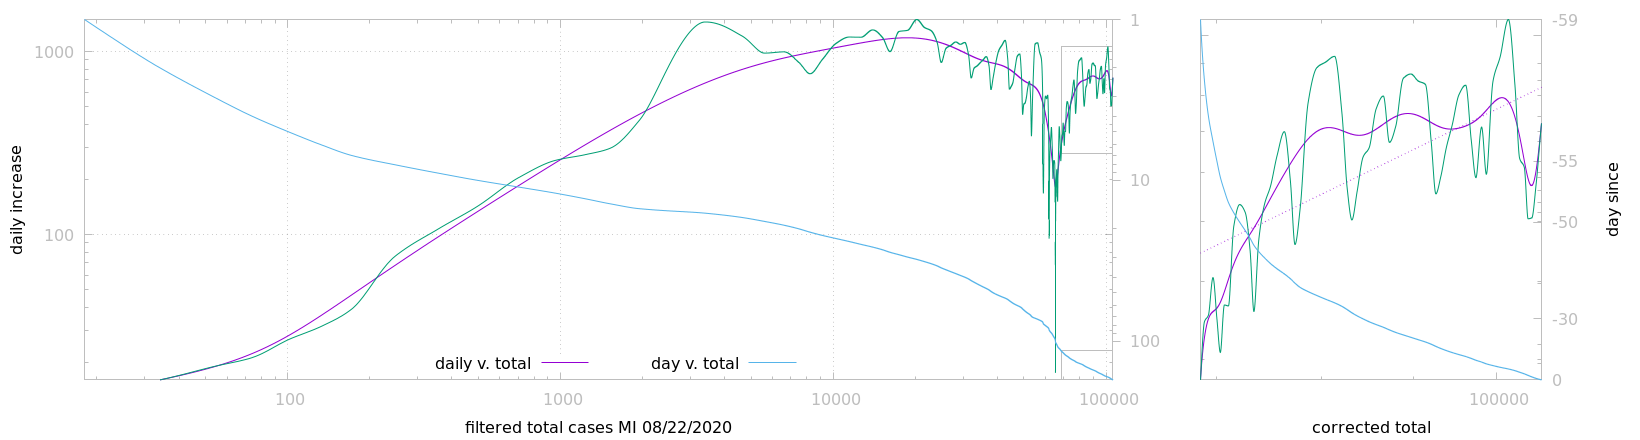 1000
100
daily increase
1
10
100
100
1000
10000
100000
daily v. total
day v. total
filtered total cases MI 08/22/2020
-59
-55
-50
-30
0
day since
100000
corrected total